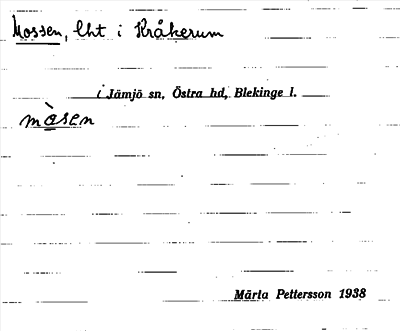 Mossen, lht i Kråkerum
i Jämjö sn, Östra hd, Blekinge l.
mòsen
Märta Pettersson 1938